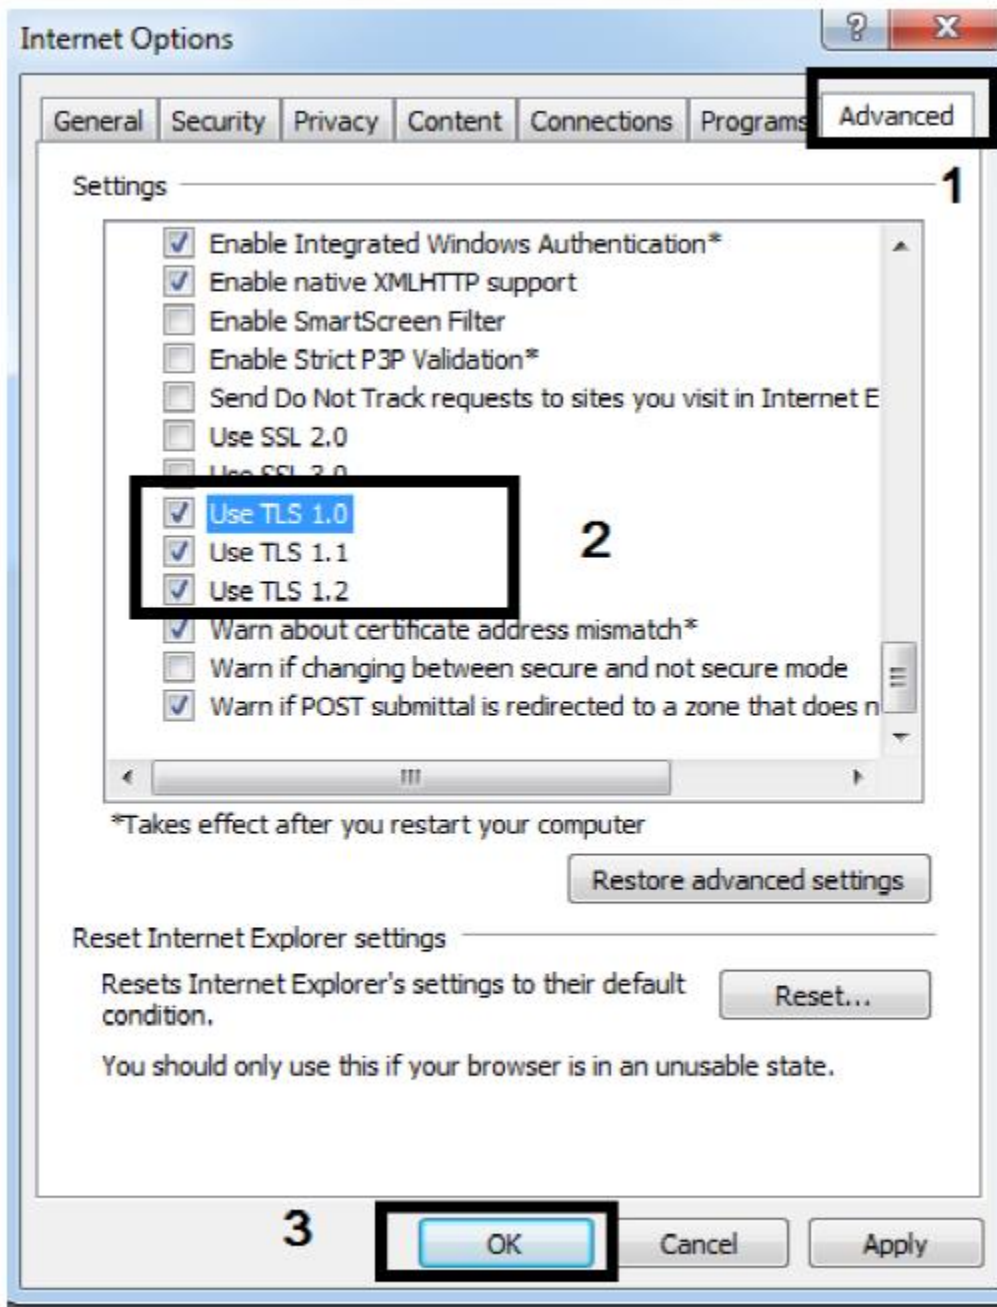 Internet Options
General Security Privacy Content Connections Programs Advanced
1
Settings
Enable Integrated Windows Authentication*
Enable native XMLHTTP support
Enable SmartScreen Filter
Enable Strict P3P Validation*
Send Do Not Track requests to sites you visit in Internet E
Use SSL 2.0
Use SSL 3.0
Use TLS 1.0
2
Use TLS 1.1
Use TLS 1.2
Warn about certificate address mismatch*
Warn if changing between secure and not secure mode
Warn if POST submittal is redirected to a zone that does n
*Takes effect after you restart your computer
Restore advanced settings
Reset Internet Explorer settings
Resets Internet Explorer's settings to their default
condition.
Reset...
You should only use this if your browser is in an unusable state.
3
OK Cancel Apply